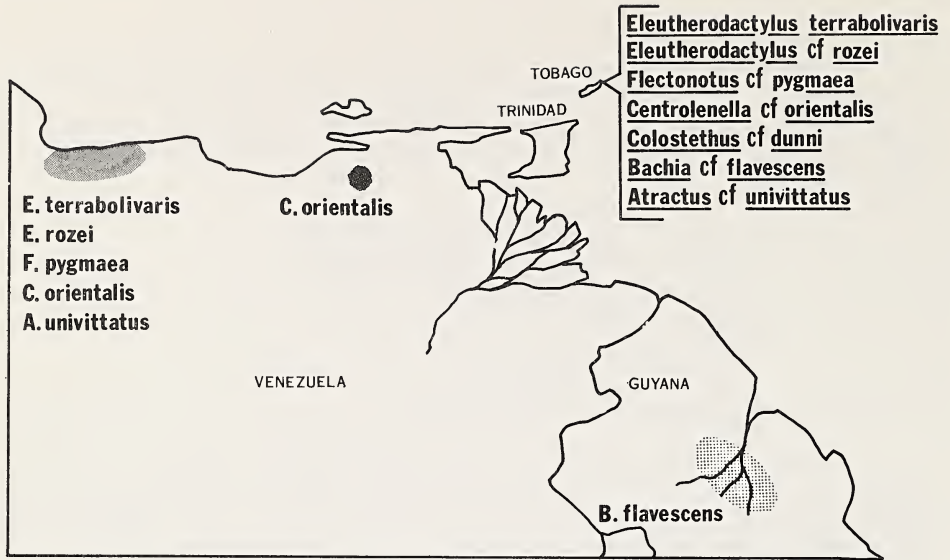 TOBAGO
TRINIDAD
Eleutherodactylus terrabolivaris
Eleutherodactylus cf rozei
Flectonotus cf pygmaea
Centrolenella cf orientalis
Colostethus cf dunni
Bachia cf flavescens
Atractus cf univittatus
E. terrabolivaris
E. rozei
F. pygmaea
C. orientalis
A. univittatus
C. orientalis
VENEZUELA
GUYANA
B. flavescens